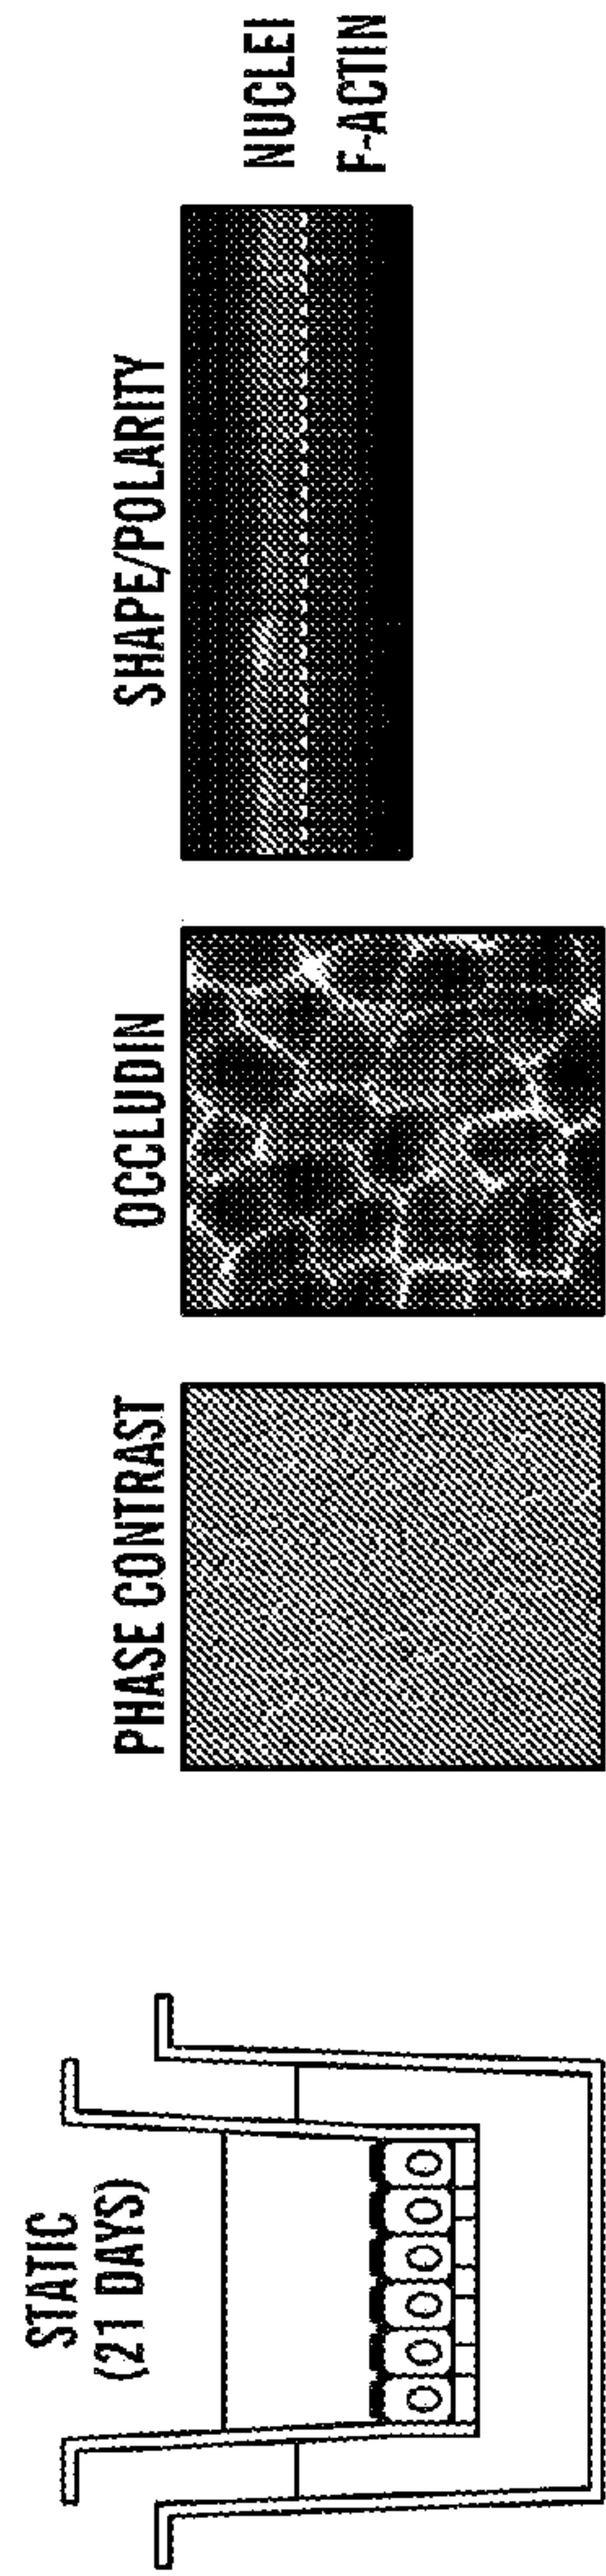 STATIC
(21 DAYS)
PHASE CONTRAST
OCCLUDIN
SHAPE/POLARITY
NUCLEI
F-ACTIN